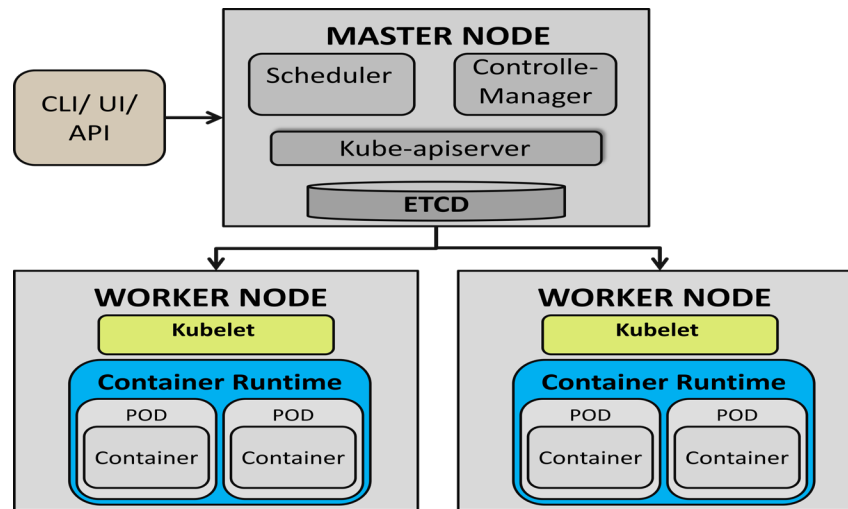 MASTER NODE
Scheduler
Controlle-
Manager
CLI/ UI/
API
Kube-apiserver
ETCD
WORKER NODE
Kubelet
Container Runtime
POD
POD
Container
Container
WORKER NODE
Kubelet
Container Runtime
POD
POD
Container
Container